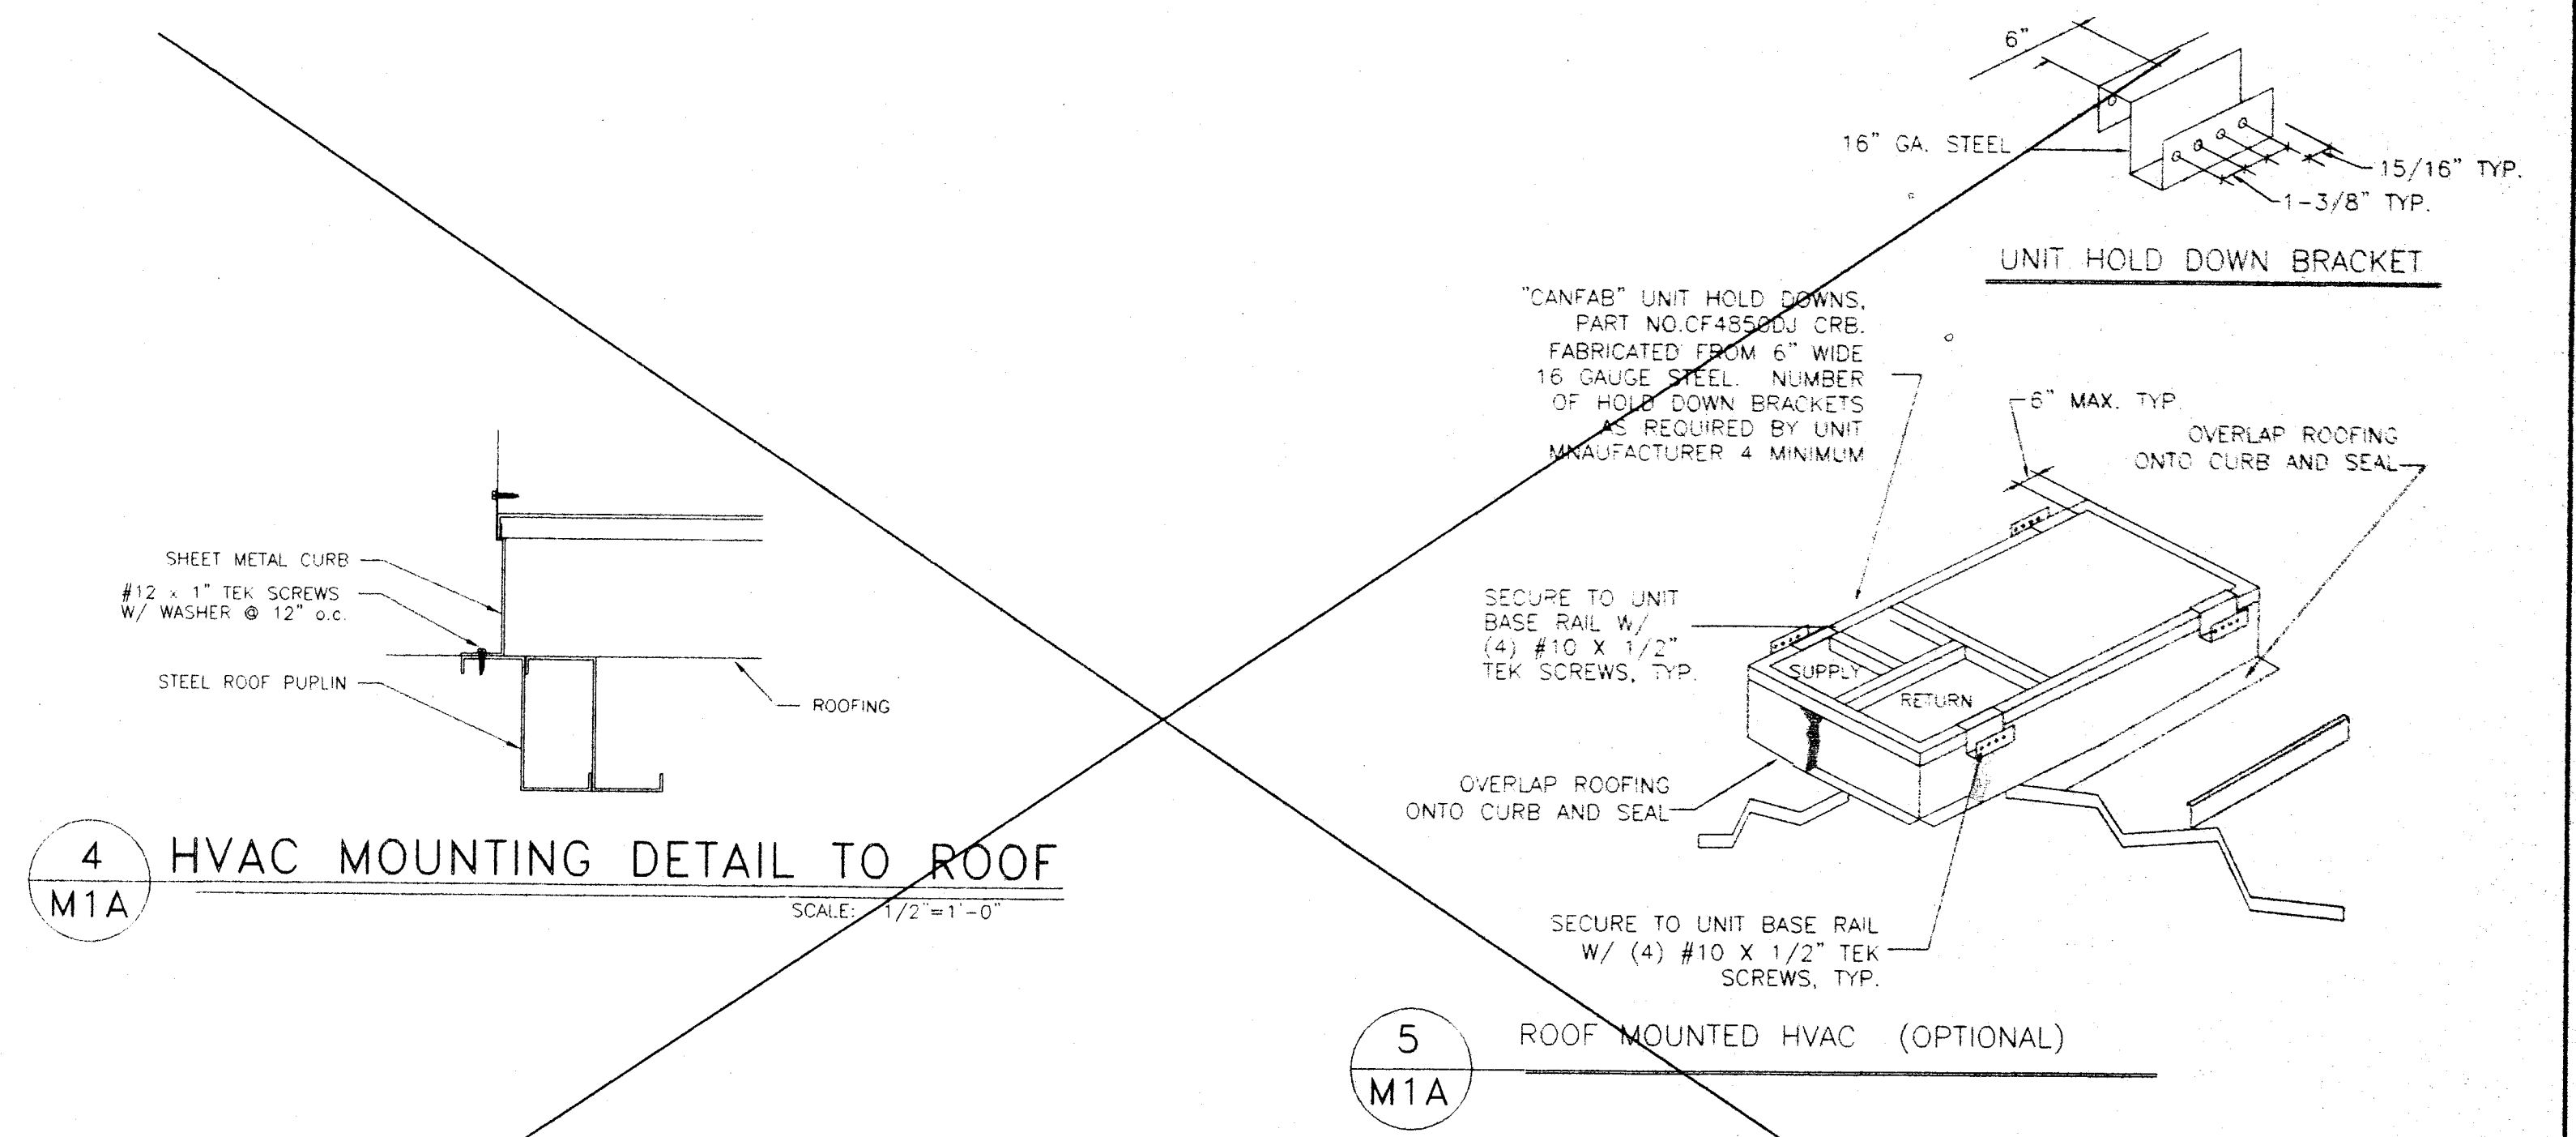 6"
16" GA. STEEL
15/16" TYP.
1-3/8" TYP.
UNIT HOLD DOWN BRACKET
"CANFAB" UNIT HOLD DOWNS,
PART NO.CF4850DJ CRB.
FABRICATED FROM 6" WIDE
16 GAUGE STEEL. NUMBER
OF HOLD DOWN BRACKETS
AS REQUIRED BY UNIT
MNAUFACTURER 4 MINIMUM
6" MAX. TYP.
OVERLAP ROOFING
ONTO CURB AND SEAL
SHEET METAL CURB
#12 x 1" TEK SCREWS
W/ WASHER @ 12" o.c.
STEEL ROOF PURLIN
ROOFING
SECURE TO UNIT
BASE RAIL W/
(4) #10 X 1/2"
TEK SCREWS, TYP.
SUPPLY
RETURN
OVERLAP ROOFING
ONTO CURB AND SEAL
4
M1A
HVAC MOUNTING DETAIL TO ROOF
SCALE: 1/2"=1'-0"
SECURE TO UNIT BASE RAIL
W/ (4) #10 X 1/2" TEK
SCREWS, TYP.
5
M1A
ROOF MOUNTED HVAC (OPTIONAL)